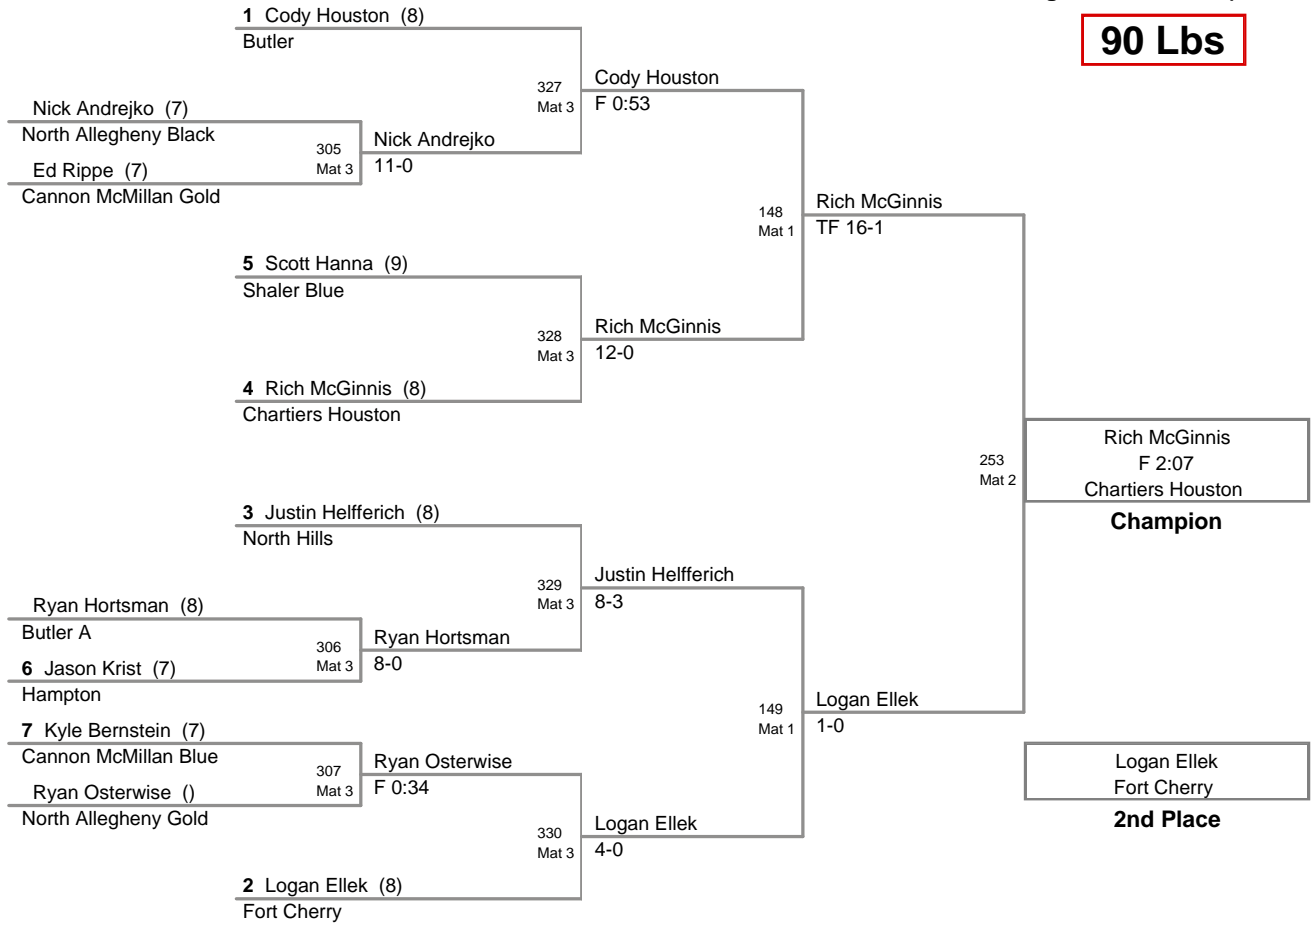 90 Lbs
1 Cody Houston (8)
Butler
Nick Andrejko (7)
North Allegheny Black
Ed Rippe (7)
Cannon McMillan Gold
305
Mat 3
Nick Andrejko
11-0
327
Mat 3
Cody Houston
F 0:53
5 Scott Hanna (9)
Shaler Blue
4 Rich McGinnis (8)
Chartiers Houston
328
Mat 3
Rich McGinnis
12-0
148
Mat 1
Rich McGinnis
TF 16-1
3 Justin Helfferich (8)
North Hills
Ryan Hortsman (8)
Butler A
6 Jason Krist (7)
Hampton
306
Mat 3
Ryan Hortsman
8-0
329
Mat 3
Justin Helfferich
8-3
7 Kyle Bernstein (7)
Cannon McMillan Blue
Ryan Osterwise ()
North Allegheny Gold
307
Mat 3
Ryan Osterwise
F 0:34
2 Logan Ellek (8)
Fort Cherry
330
Mat 3
Logan Ellek
4-0
149
Mat 1
Logan Ellek
1-0
253
Mat 2
Rich McGinnis
F 2:07
Chartiers Houston
Champion
Logan Ellek
Fort Cherry
2nd Place